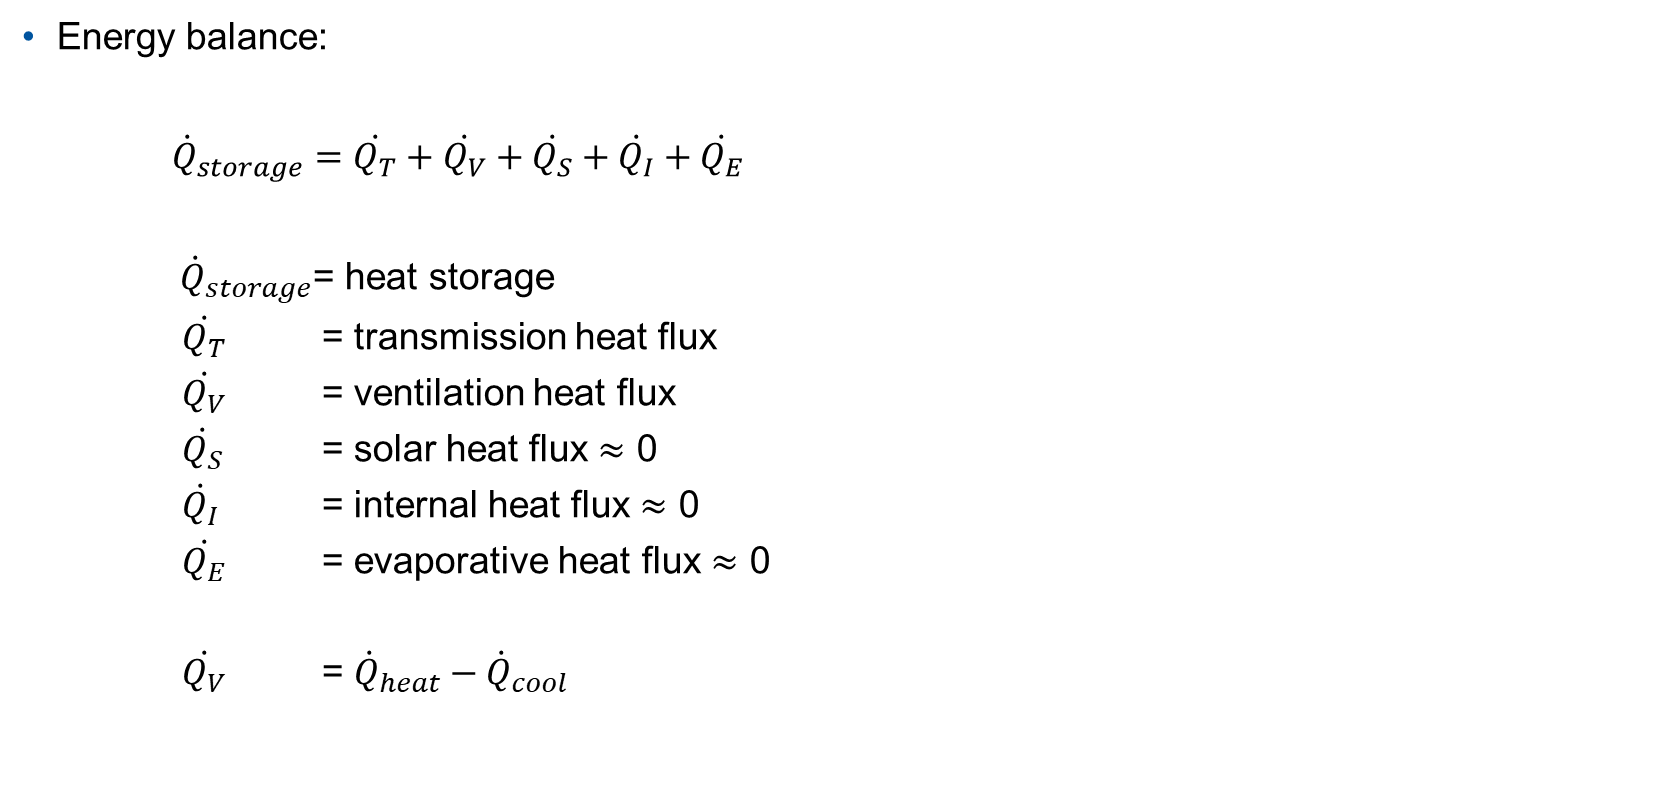 • Energy balance:
Q̇storage = Q̇T + Q̇V + Q̇S + Q̇I + Q̇E
Q̇storage = heat storage
Q̇T = transmission heat flux
Q̇V = ventilation heat flux
Q̇S = solar heat flux ≈ 0
Q̇I = internal heat flux ≈ 0
Q̇E = evaporative heat flux ≈ 0
Q̇V = Q̇heat − Q̇cool